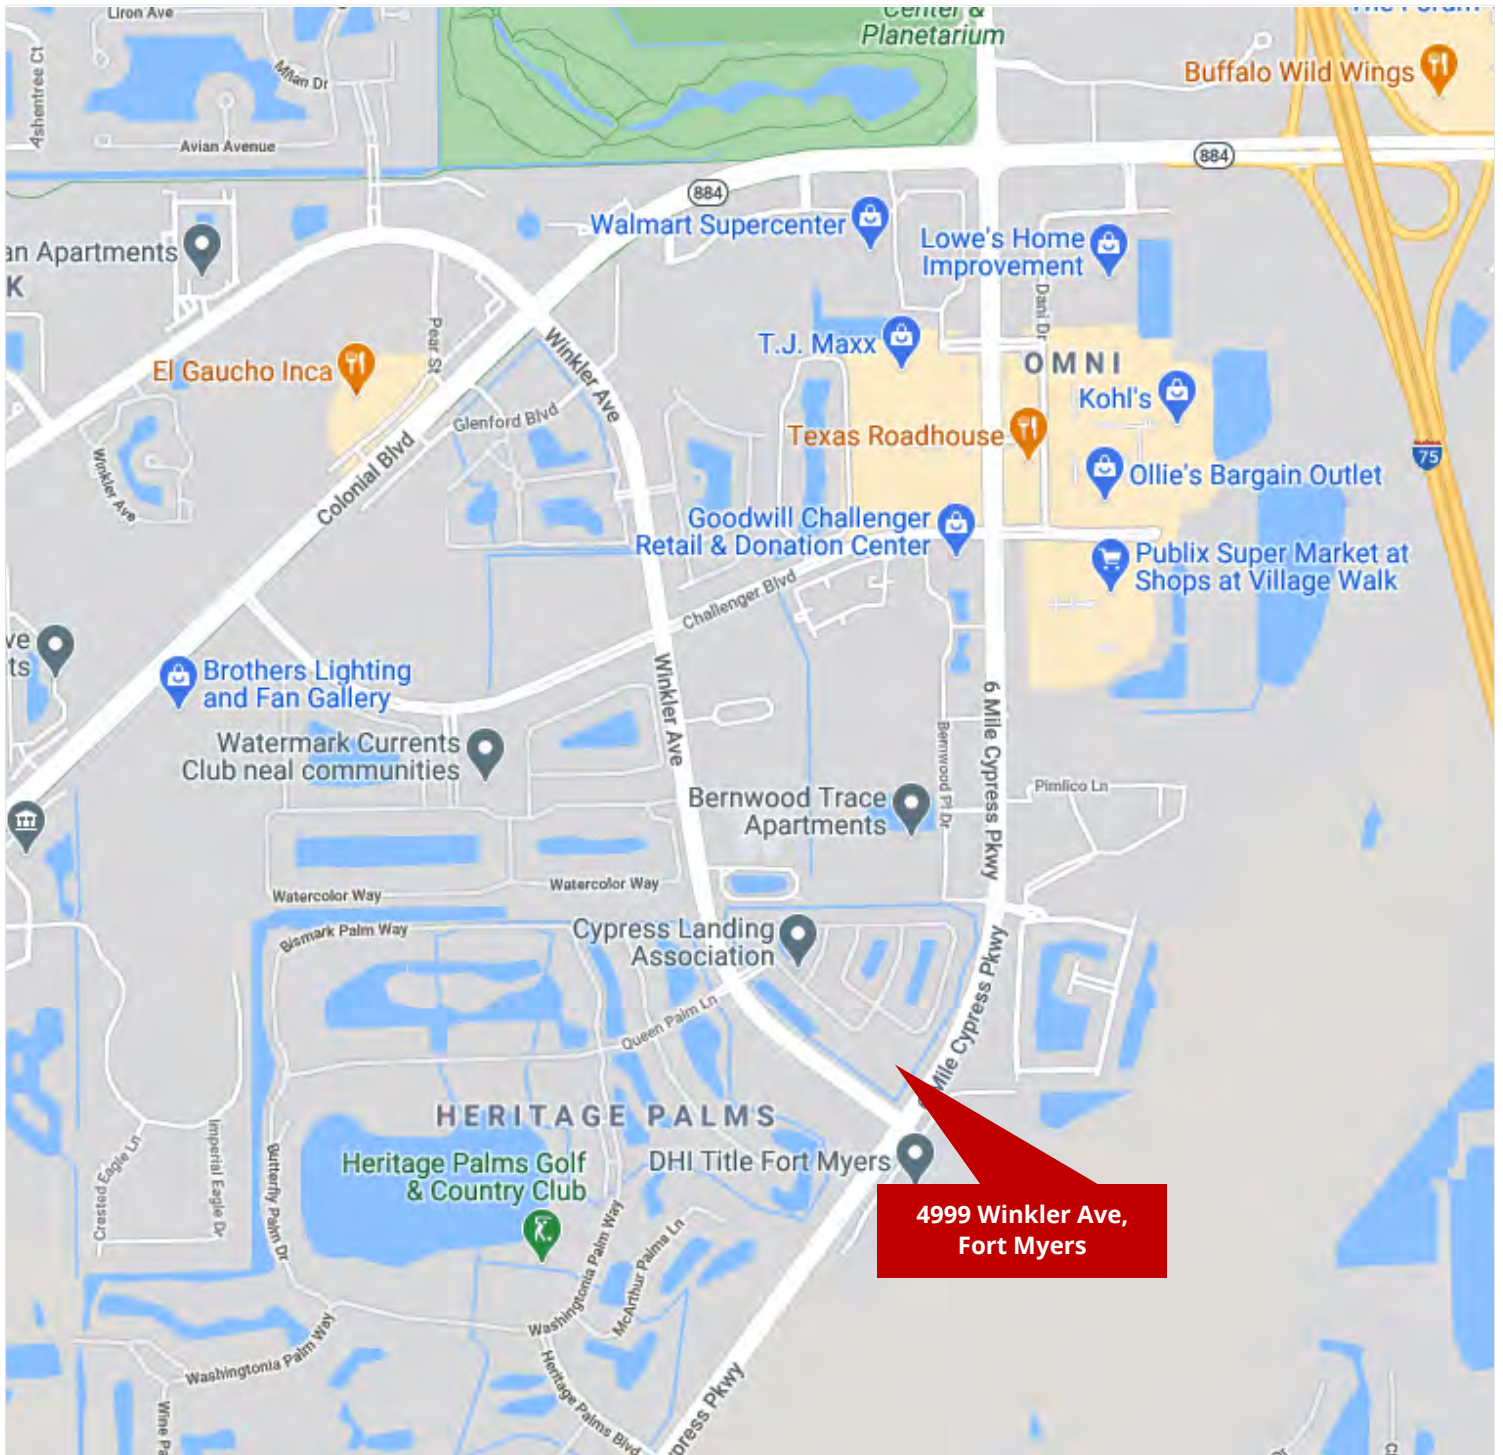 Liron Ave
Center &
Planetarium
The Forum
Ashentree Ct
Milan Dr
Buffalo Wild Wings
Avian Avenue
884
884
Walmart Supercenter
Lowe's Home
Improvement
an Apartments
K
Dani Dr
Pear St
Winkler Ave
T.J. Maxx
OMNI
El Gaucho Inca
Kohl's
Glenford Blvd
Texas Roadhouse
75
Winkler Ave
Colonial Blvd
Ollie's Bargain Outlet
Goodwill Challenger
Retail & Donation Center
Publix Super Market at
Shops at Village Walk
Challenger Blvd
ve
ts
Brothers Lighting
and Fan Gallery
Winkler Ave
6 Mile Cypress Pkwy
Watermark Currents
Club neal communities
Bernwood Pl Dr
Pimlico Ln
Bernwood Trace
Apartments
Watercolor Way
Watercolor Way
Bismark Palm Way
Cypress Landing
Association
Queen Palm Ln
Mile Cypress Pkwy
HERITAGE PALMS
Crested Eagle Ln
Imperial Eagle Dr
Butterfly Palm Dr
Heritage Palms Golf
& Country Club
DHI Title Fort Myers
4999 Winkler Ave,
Fort Myers
Washingtonia Palm Way
McArthur Palms Ln
Washingtonia Palm Way
Heritage Palms Blvd
Wine Pa
press Pkwy